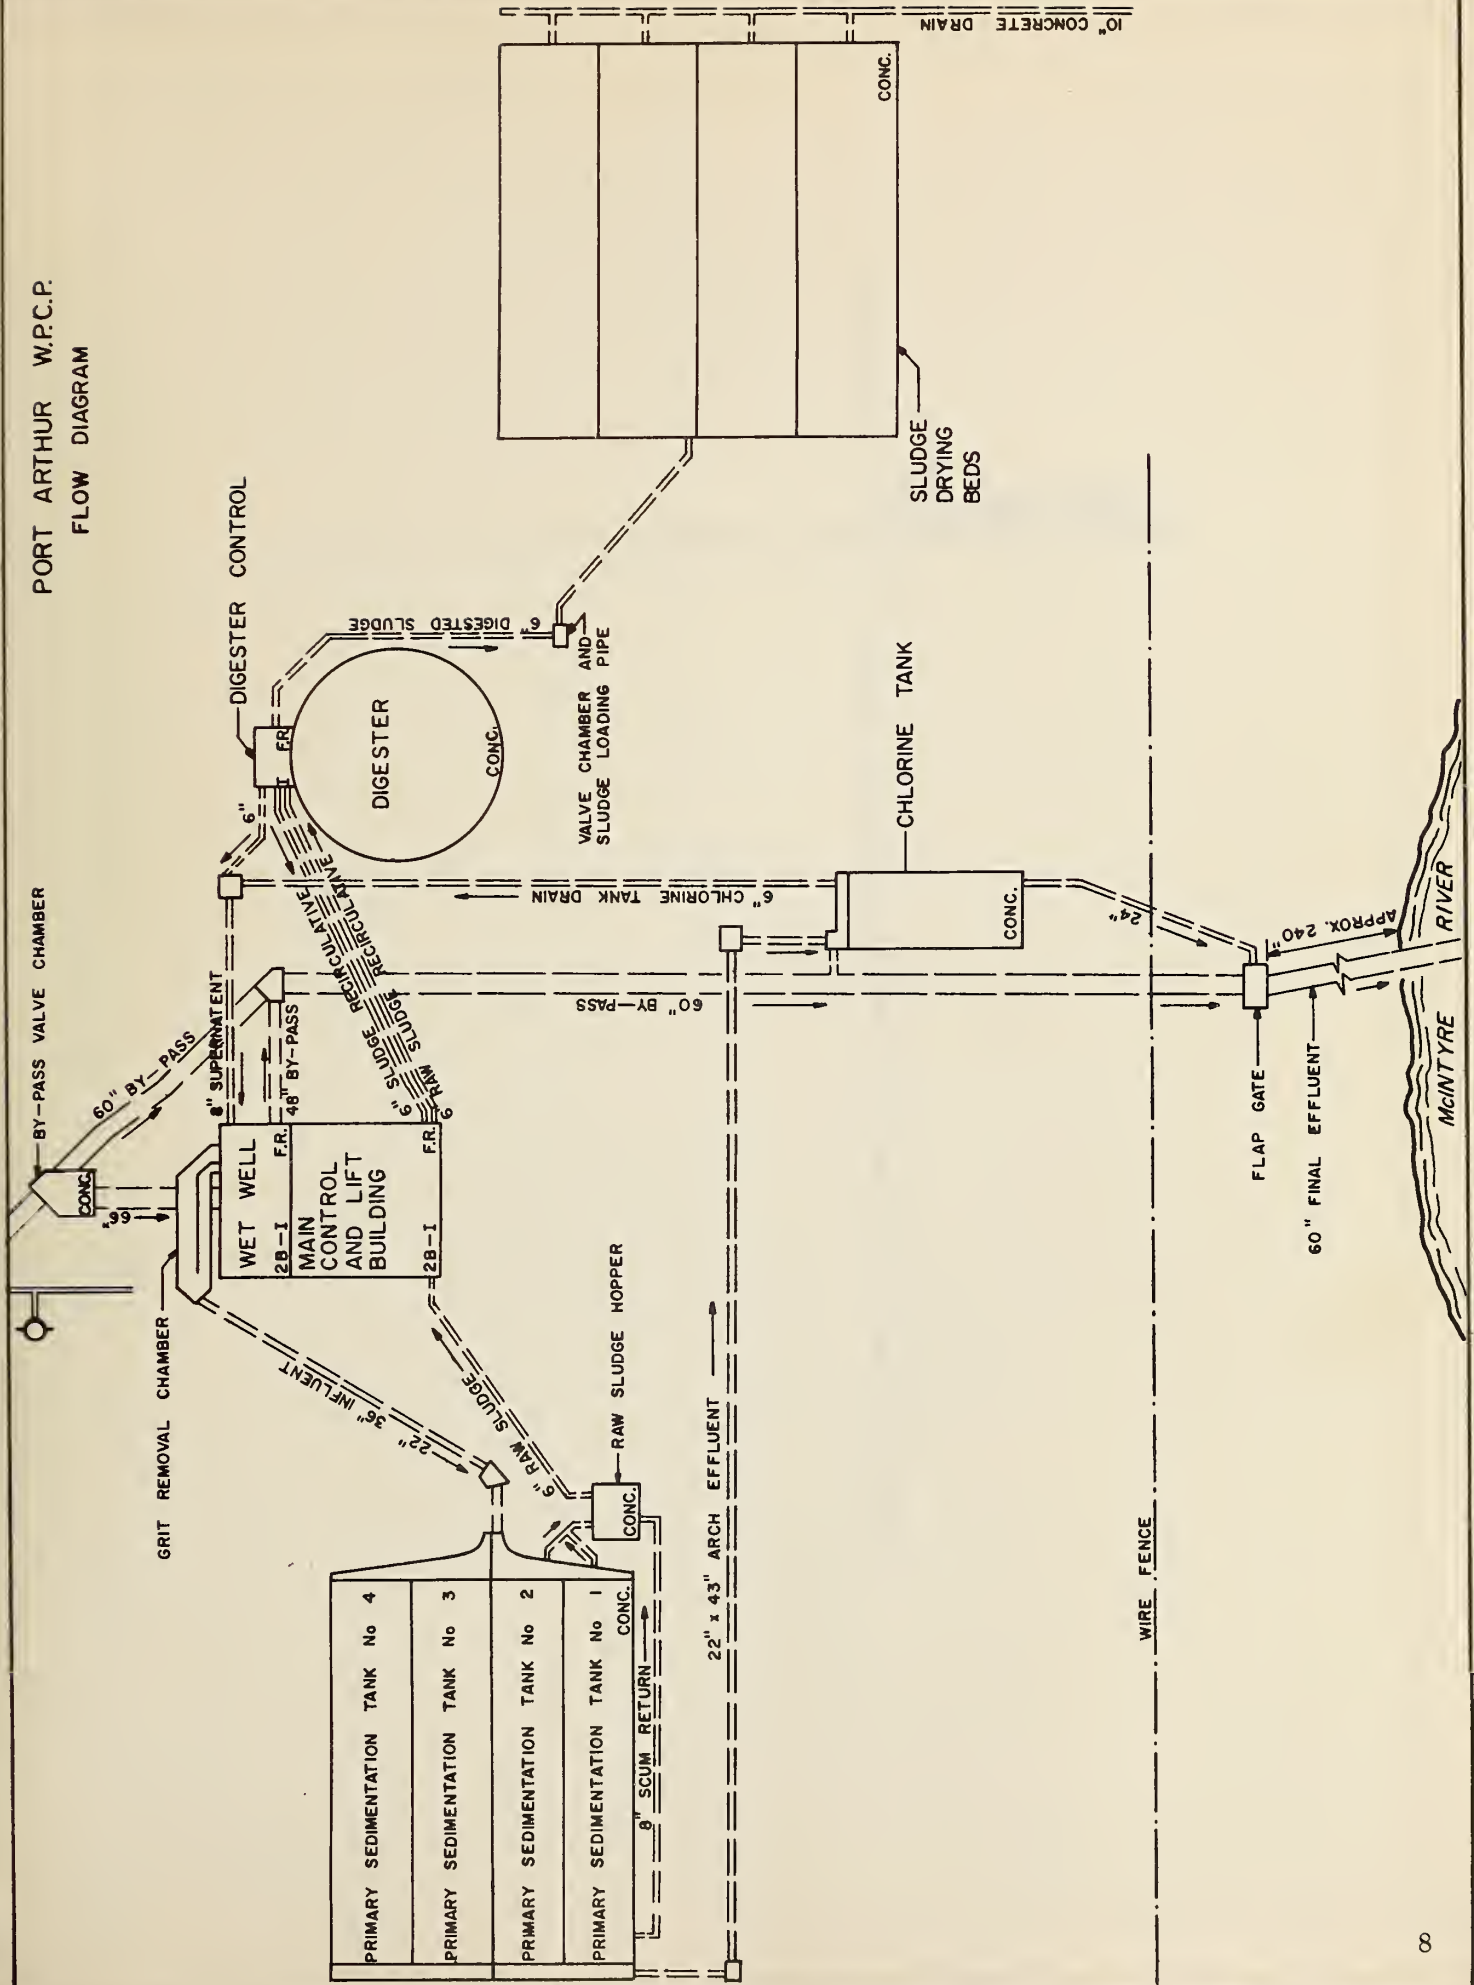 PORT ARTHUR W.P.C.P.
FLOW DIAGRAM
BY-PASS VALVE CHAMBER
CONC.
66"
60" BY-PASS
GRIT REMOVAL CHAMBER
WET WELL
2B-I F.R.
MAIN
CONTROL
AND LIFT
BUILDING
2B-I F.R.
8" SUPERNATENT
48" BY-PASS
6"
DIGESTER CONTROL
F.R.
I
DIGESTER
CONC.
6" SLUDGE RECIRCULATIVE
SLUDGE RECIRCULATIVE
6" RAW
6" DIGESTED SLUDGE
VALVE CHAMBER AND
SLUDGE LOADING PIPE
10" CONCRETE DRAIN
CONC.
SLUDGE
DRYING
BEDS
36" INFLUENT
22"
6" RAW SLUDGE
RAW SLUDGE HOPPER
CONC.
PRIMARY SEDIMENTATION TANK No 4
PRIMARY SEDIMENTATION TANK No 3
PRIMARY SEDIMENTATION TANK No 2
PRIMARY SEDIMENTATION TANK No 1
CONC.
8" SCUM RETURN
22" x 43" ARCH EFFLUENT
60" BY-PASS
6" CHLORINE TANK DRAIN
CHLORINE TANK
CONC.
24"
WIRE FENCE
FLAP GATE
60" FINAL EFFLUENT
APPROX. 240"
McINTYRE RIVER
8